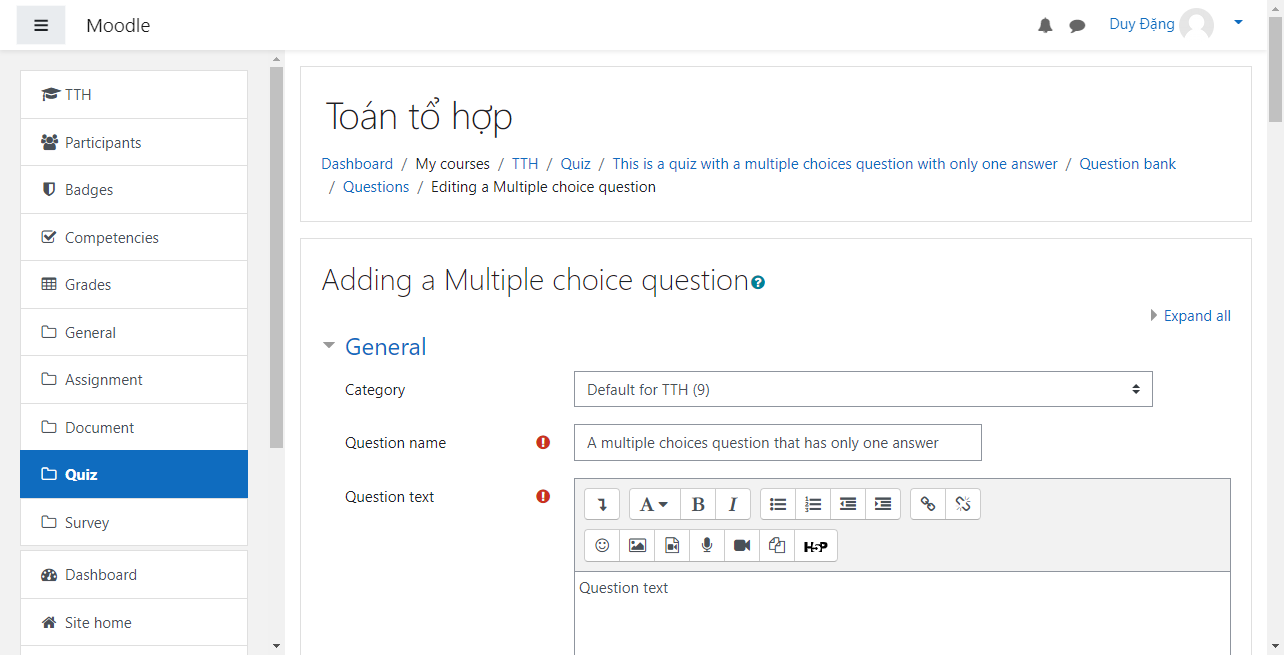 Moodle
Duy Đặng
TTH
Participants
Badges
Competencies
Grades
General
Assignment
Document
Quiz
Survey
Dashboard
Site home
Toán tổ hợp
Dashboard / My courses / TTH / Quiz / This is a quiz with a multiple choices question with only one answer / Question bank
/ Questions / Editing a Multiple choice question
Adding a Multiple choice question
Expand all
General
Category
Default for TTH (9)
Question name
A multiple choices question that has only one answer
Question text
A B I
H5P
Question text